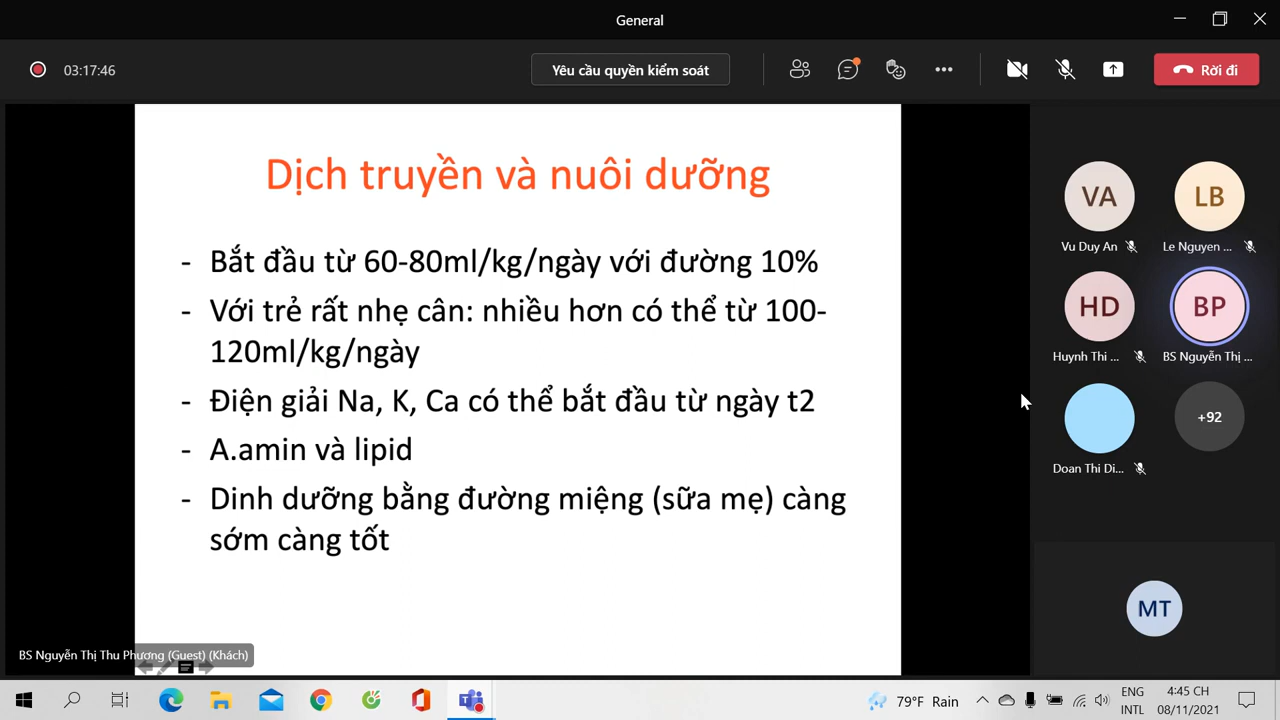 General
03:17:46
Yêu cầu quyền kiểm soát
Rời đi
Dịch truyền và nuôi dưỡng
- Bắt đầu từ 60-80ml/kg/ngày với đường 10%
- Với trẻ rất nhẹ cân: nhiều hơn có thể từ 100-
120ml/kg/ngày
- Điện giải Na, K, Ca có thể bắt đầu từ ngày t2
- A.amin và lipid
- Dinh dưỡng bằng đường miệng (sữa mẹ) càng
sớm càng tốt
BS Nguyễn Thị Thu Phương (Guest) (Khách)
VA
LB
Vu Duy An
Le Nguyen ...
HD
BP
Huynh Thi ...
BS Nguyễn Thị ...
+92
Doan Thi Di...
MT
79°F Rain
ENG
INTL
4:45 CH
08/11/2021